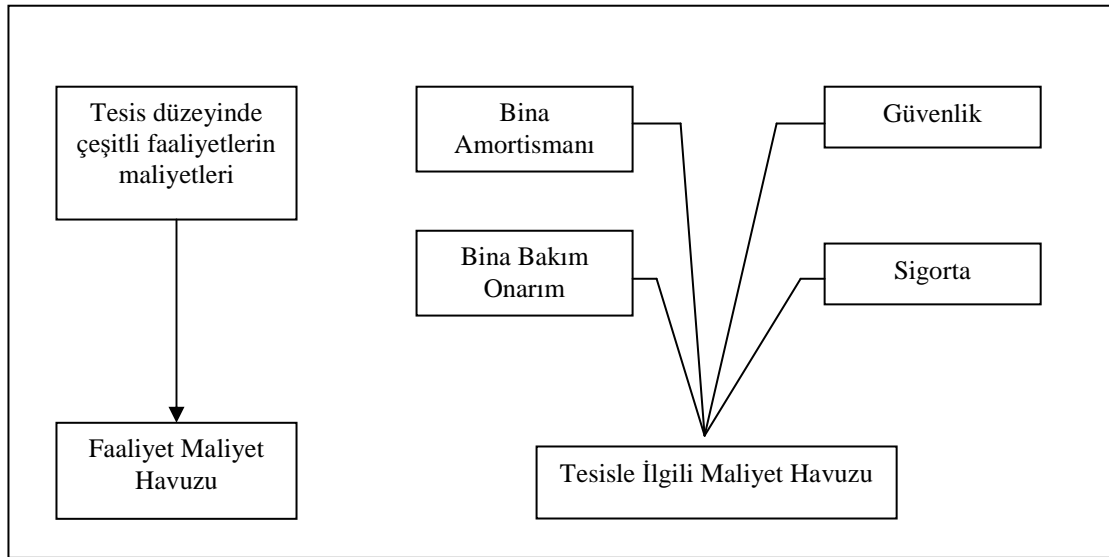 Tesis düzeyinde
çeşitli faaliyetlerin
maliyetleri
Bina
Amortismanı
Güvenlik
Bina Bakım
Onarım
Sigorta
Faaliyet Maliyet
Havuzu
Tesisle İlgili Maliyet Havuzu